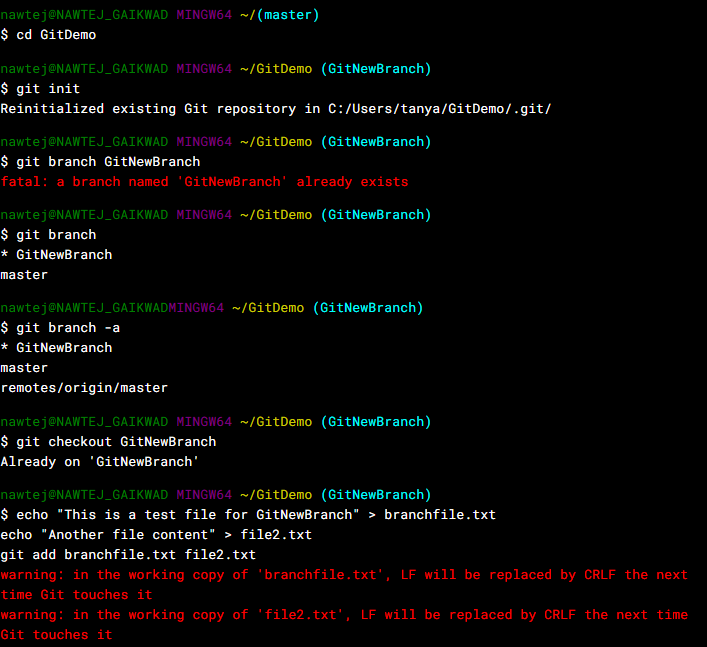 nawtej@NAWTEJ_GAIKWAD MINGW64 ~/(master)
$ cd GitDemo
nawtej@NAWTEJ_GAIKWAD MINGW64 ~/GitDemo (GitNewBranch)
$ git init
Reinitialized existing Git repository in C:/Users/tanya/GitDemo/.git/
nawtej@NAWTEJ_GAIKWAD MINGW64 ~/GitDemo (GitNewBranch)
$ git branch GitNewBranch
fatal: a branch named 'GitNewBranch' already exists
nawtej@NAWTEJ_GAIKWAD MINGW64 ~/GitDemo (GitNewBranch)
$ git branch
* GitNewBranch
master
nawtej@NAWTEJ_GAIKWADMINGW64 ~/GitDemo (GitNewBranch)
$ git branch -a
* GitNewBranch
master
remotes/origin/master
nawtej@NAWTEJ_GAIKWAD MINGW64 ~/GitDemo (GitNewBranch)
$ git checkout GitNewBranch
Already on 'GitNewBranch'
nawtej@NAWTEJ_GAIKWAD MINGW64 ~/GitDemo (GitNewBranch)
$ echo "This is a test file for GitNewBranch" > branchfile.txt
echo "Another file content" > file2.txt
git add branchfile.txt file2.txt
warning: in the working copy of 'branchfile.txt', LF will be replaced by CRLF the next
time Git touches it
warning: in the working copy of 'file2.txt', LF will be replaced by CRLF the next time
Git touches it